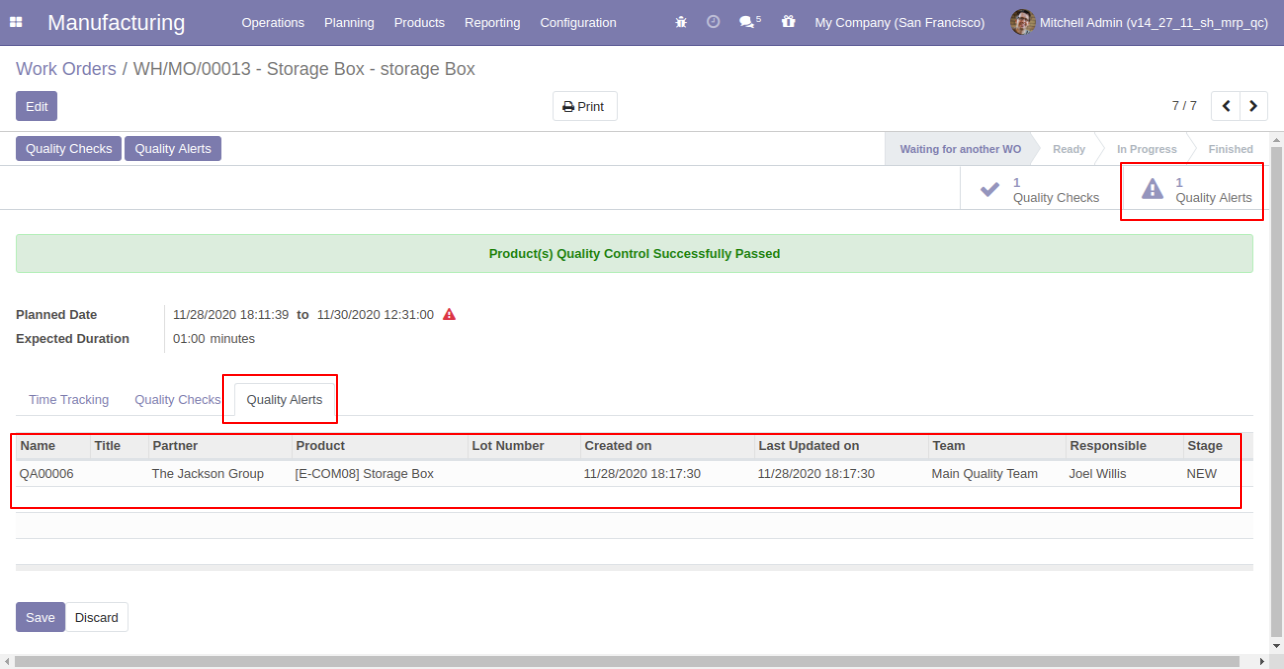 Manufacturing Operations Planning Products Reporting Configuration 5 My Company (San Francisco) Mitchell Admin (v14_27_11_sh_mrp_qc)
Work Orders / WH/MO/00013 - Storage Box - storage Box
Edit Print 7 / 7
Quality Checks Quality Alerts Waiting for another WO Ready In Progress Finished
1 1
Quality Checks Quality Alerts
Product(s) Quality Control Successfully Passed
Planned Date 11/28/2020 18:11:39 to 11/30/2020 12:31:00
Expected Duration 01:00 minutes
Time Tracking Quality Checks Quality Alerts
Name Title Partner Product Lot Number Created on Last Updated on Team Responsible Stage
QA00006 The Jackson Group [E-COM08] Storage Box 11/28/2020 18:17:30 11/28/2020 18:17:30 Main Quality Team Joel Willis NEW
Save Discard